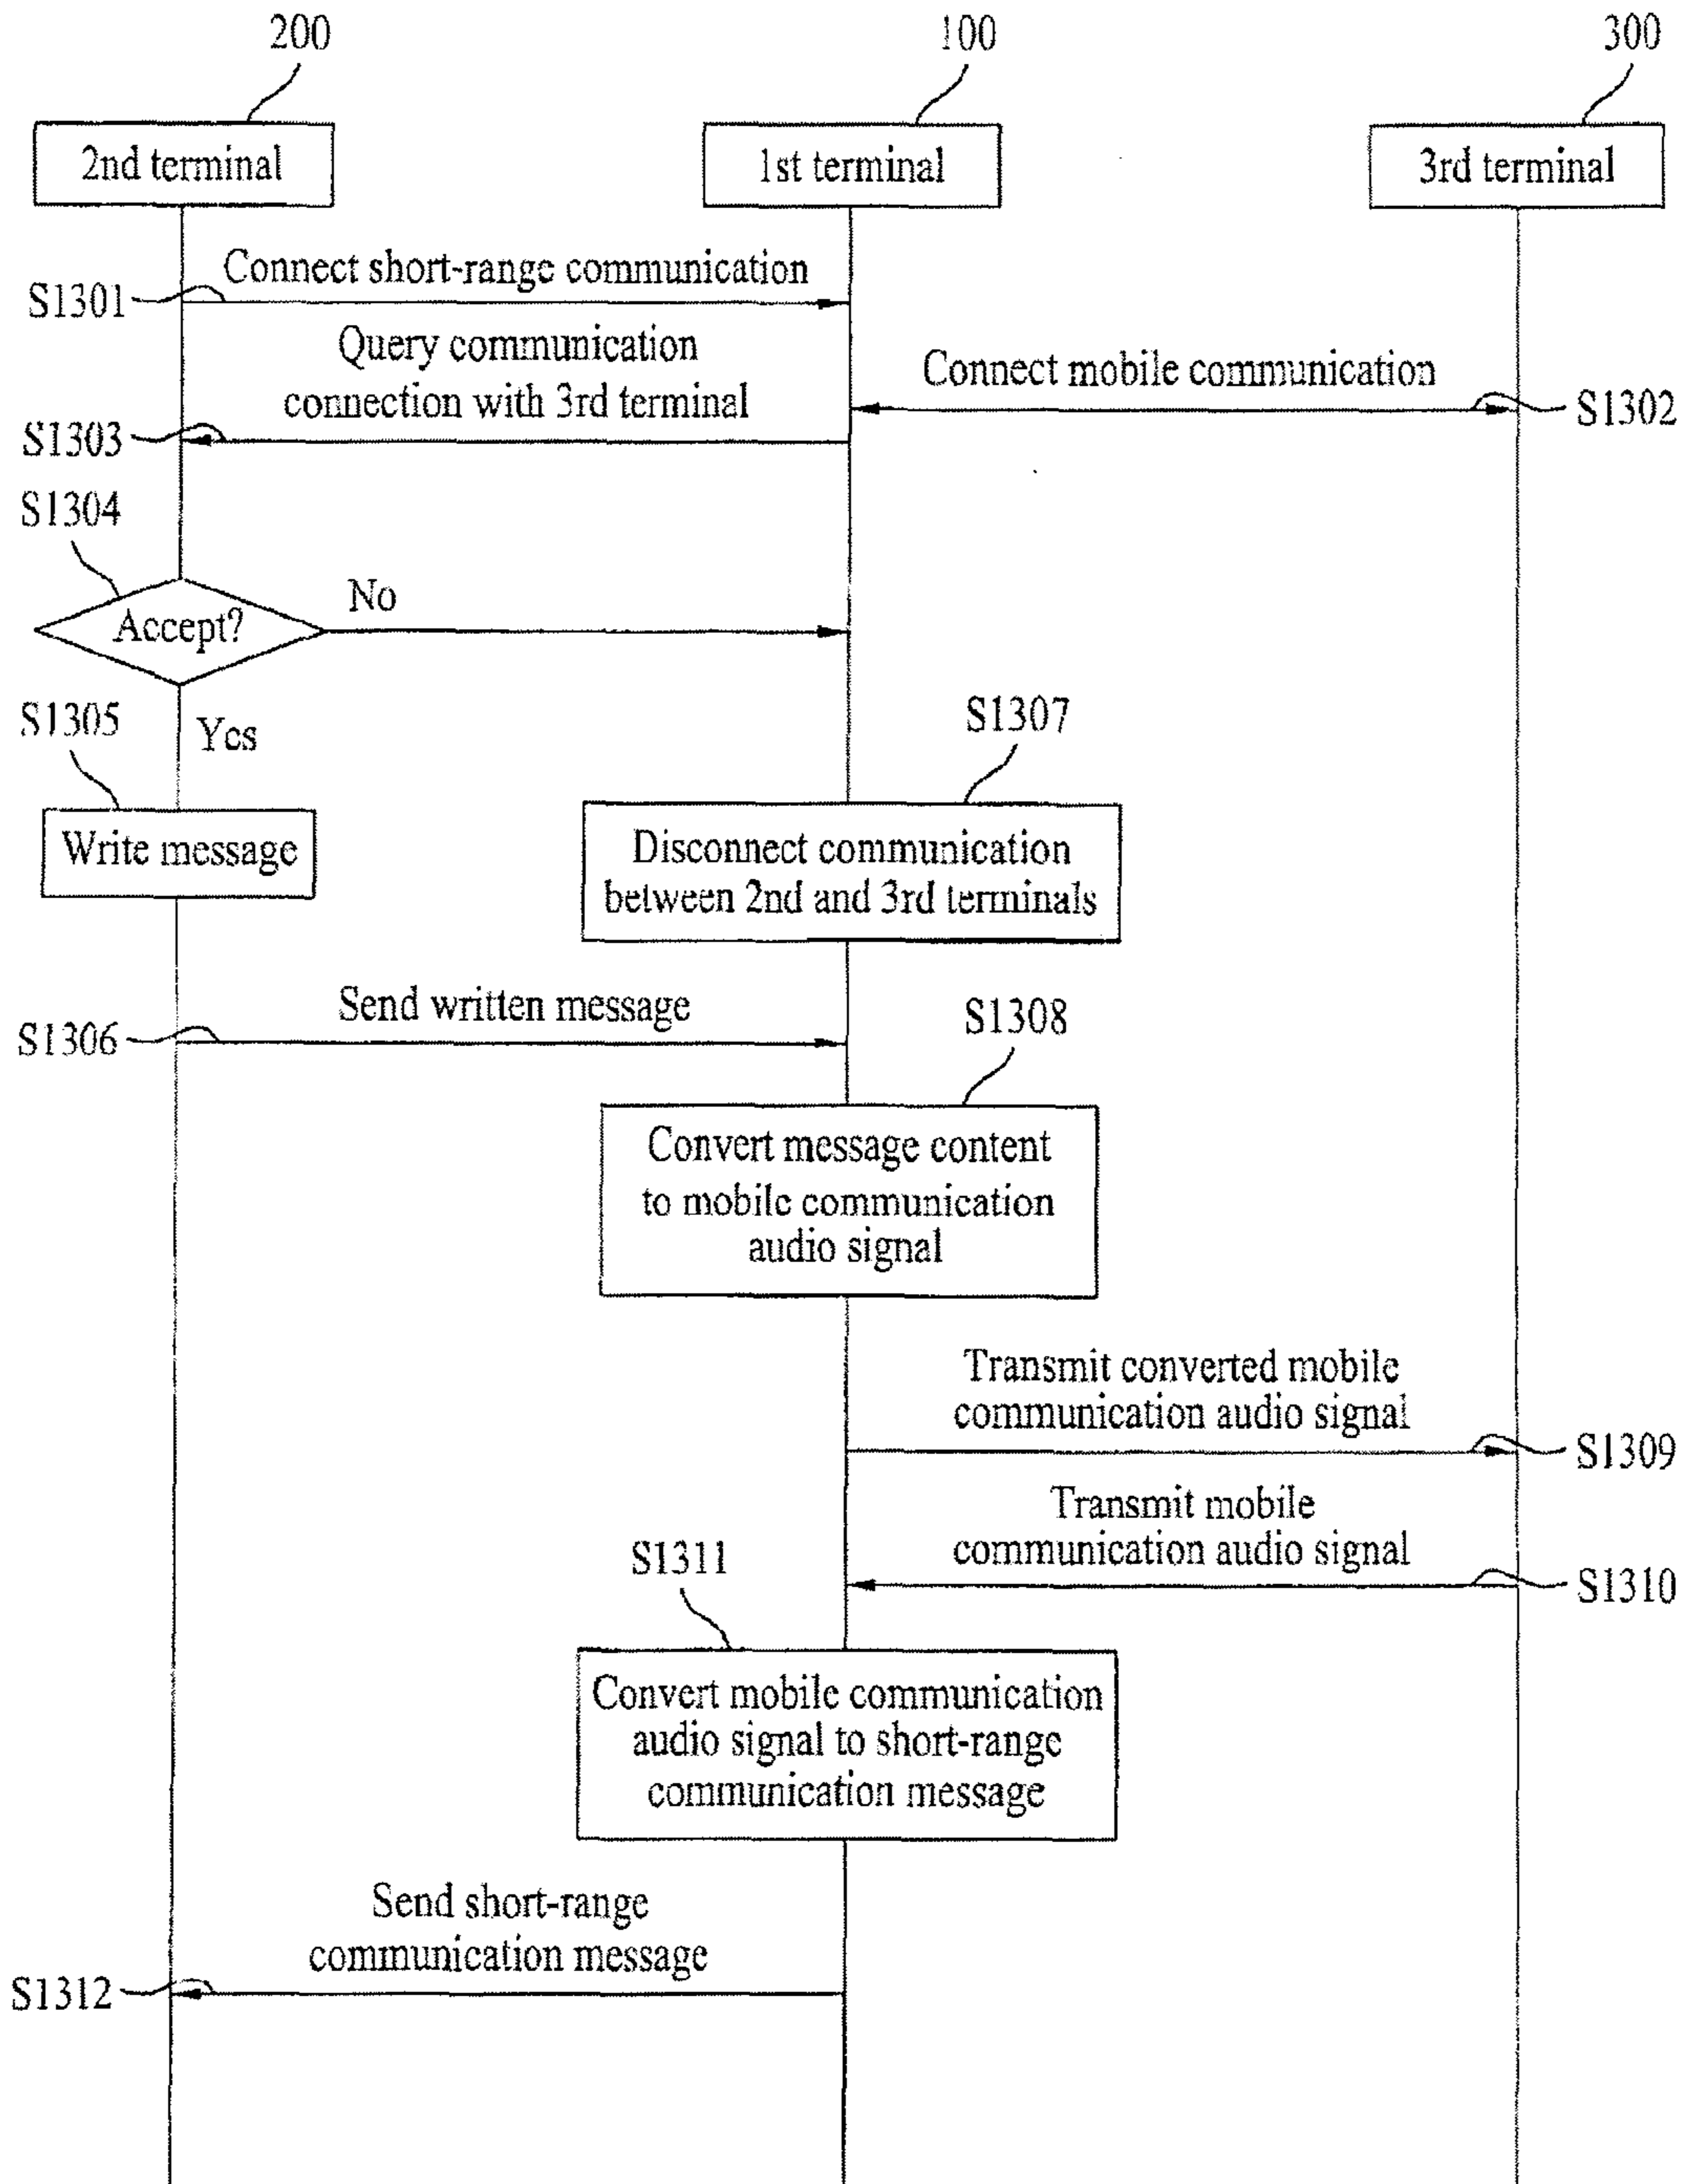 200
100
300
2nd terminal
1st terminal
3rd terminal
Connect short-range communication
S1301
Query communication
connection with 3rd terminal
S1303
Connect mobile communication
S1302
S1304
Accept?
No
S1305
Yes
S1307
Write message
Disconnect communication
between 2nd and 3rd terminals
Send written message
S1306
S1308
Convert message content
to mobile communication
audio signal
Transmit converted mobile
communication audio signal
S1309
Transmit mobile
communication audio signal
S1310
S1311
Convert mobile communication
audio signal to short-range
communication message
Send short-range
communication message
S1312